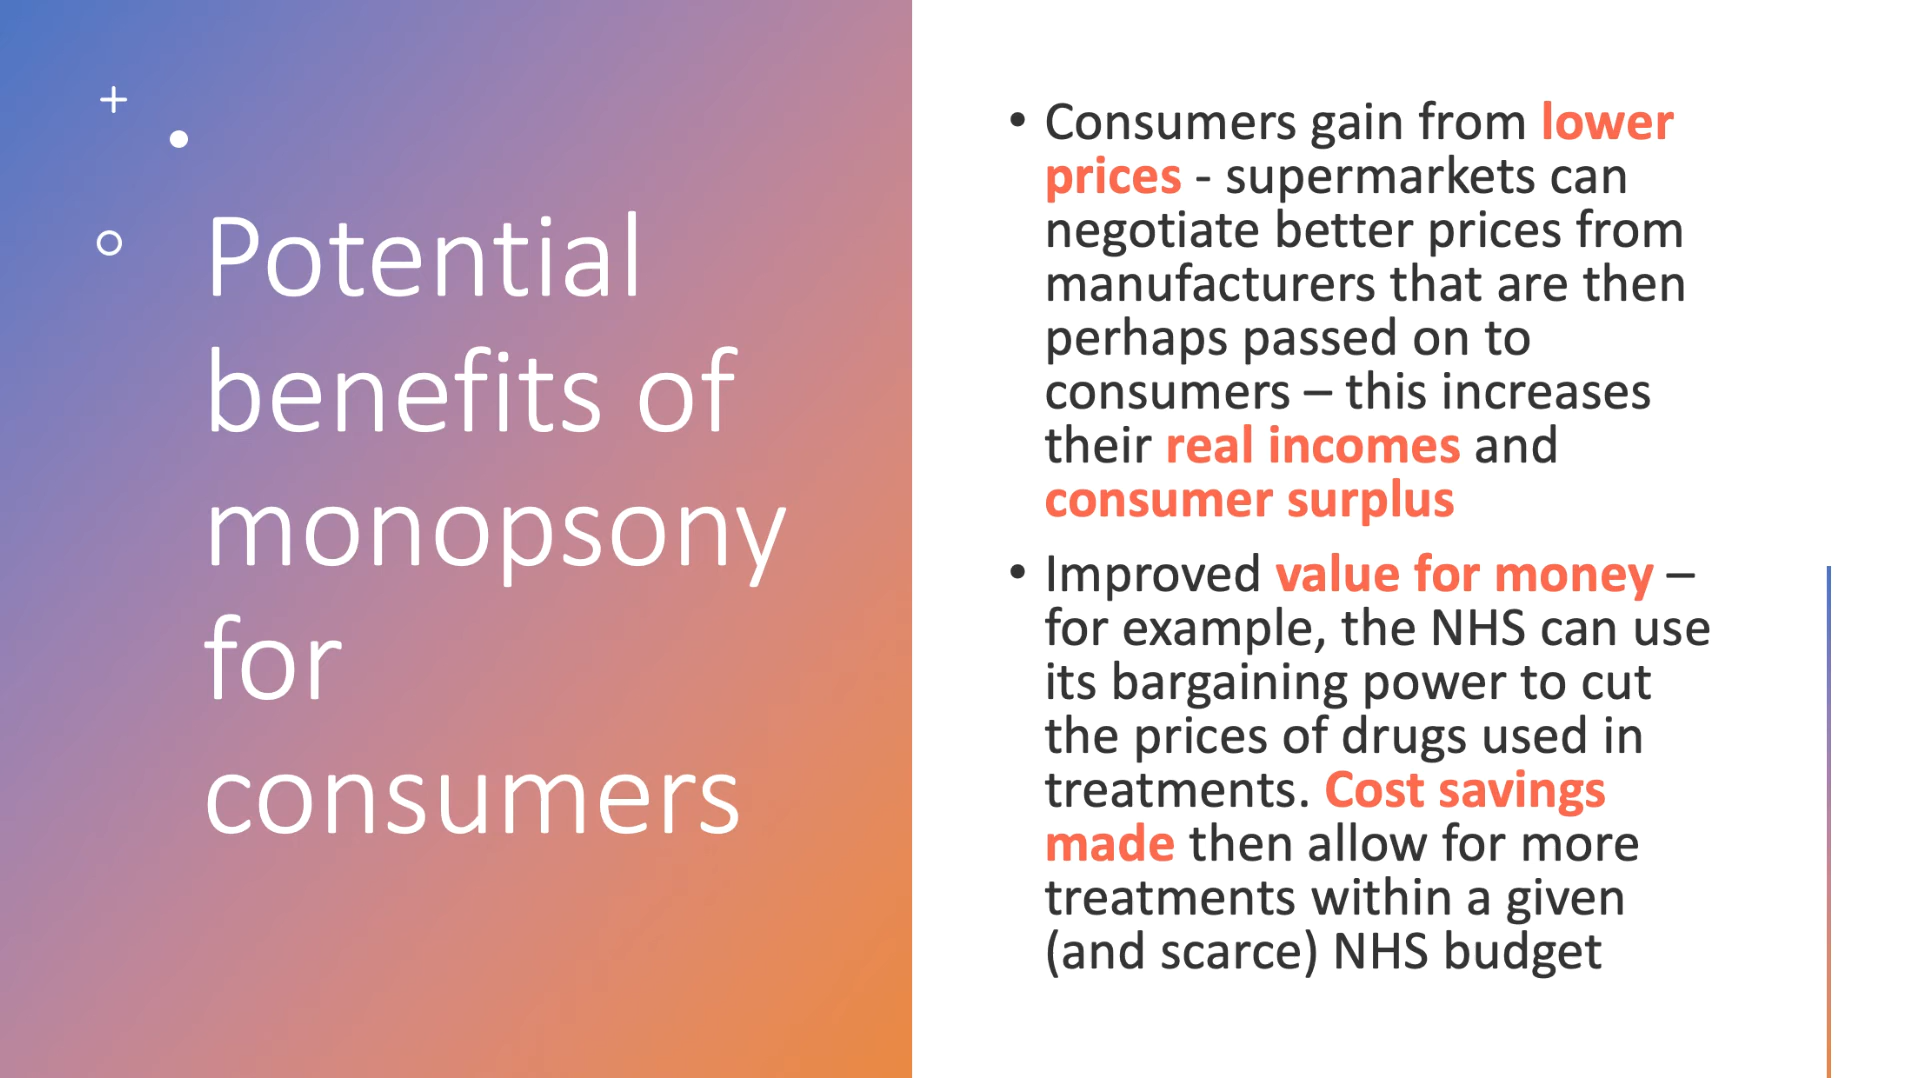 Potential
benefits of
monopsony
for
consumers
• Consumers gain from lower
prices - supermarkets can
negotiate better prices from
manufacturers that are then
perhaps passed on to
consumers – this increases
their real incomes and
consumer surplus
• Improved value for money –
for example, the NHS can use
its bargaining power to cut
the prices of drugs used in
treatments. Cost savings
made then allow for more
treatments within a given
(and scarce) NHS budget